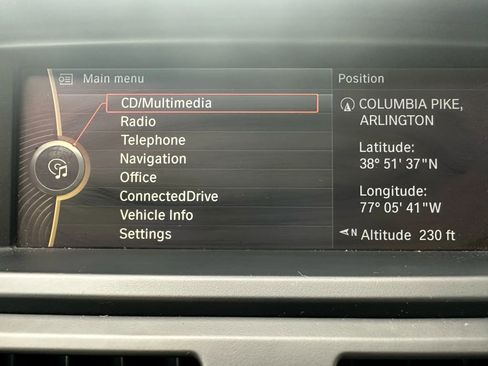 Main menu
CD/Multimedia
Radio
Telephone
Navigation
Office
ConnectedDrive
Vehicle Info
Settings
Position
COLUMBIA PIKE,
ARLINGTON
Latitude:
38° 51' 37"N
Longitude:
77° 05' 41"W
N Altitude 230 ft